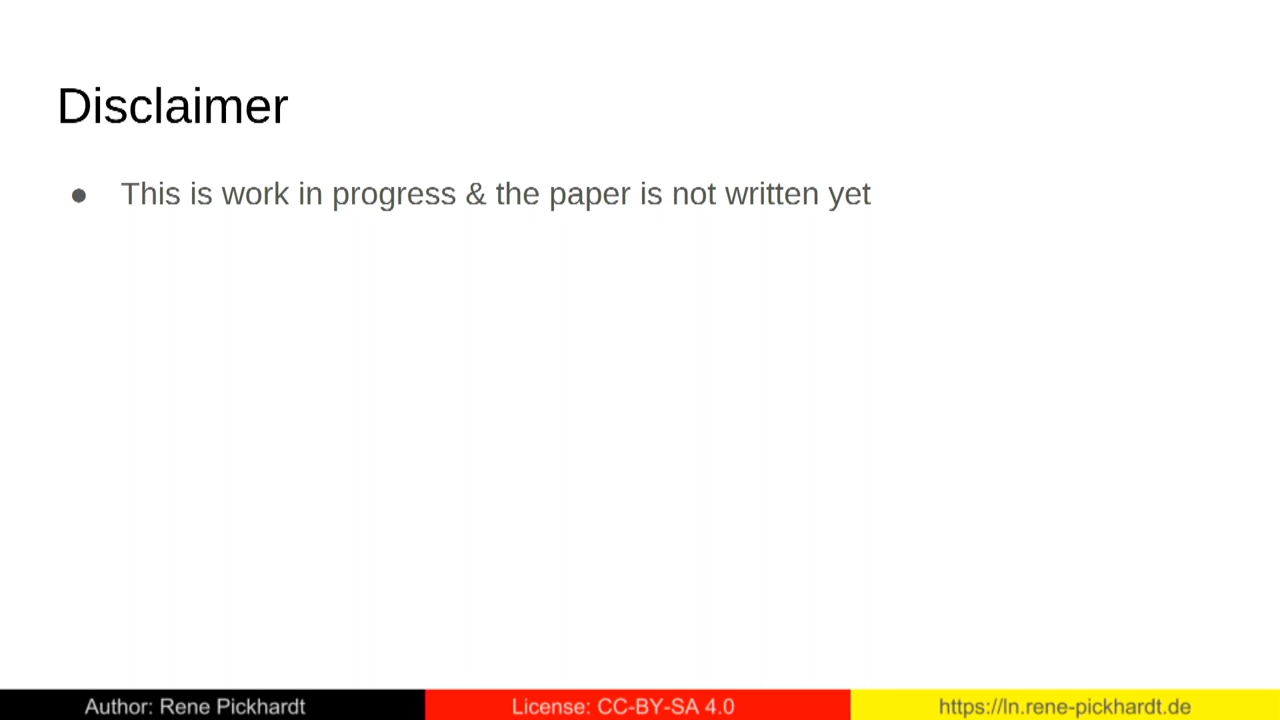 Disclaimer
● This is work in progress & the paper is not written yet
Author: Rene Pickhardt
License: CC-BY-SA 4.0
https://ln.rene-pickhardt.de